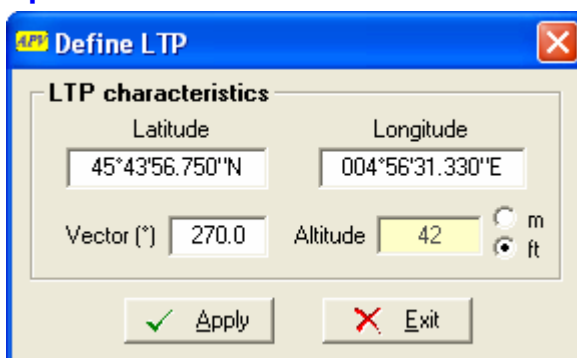 APV Define LTP
LTP characteristics
Latitude Longitude
45°43'56.750"N 004°56'31.330"E
Vector (°) 270.0 Altitude 42 m
ft
Apply Exit